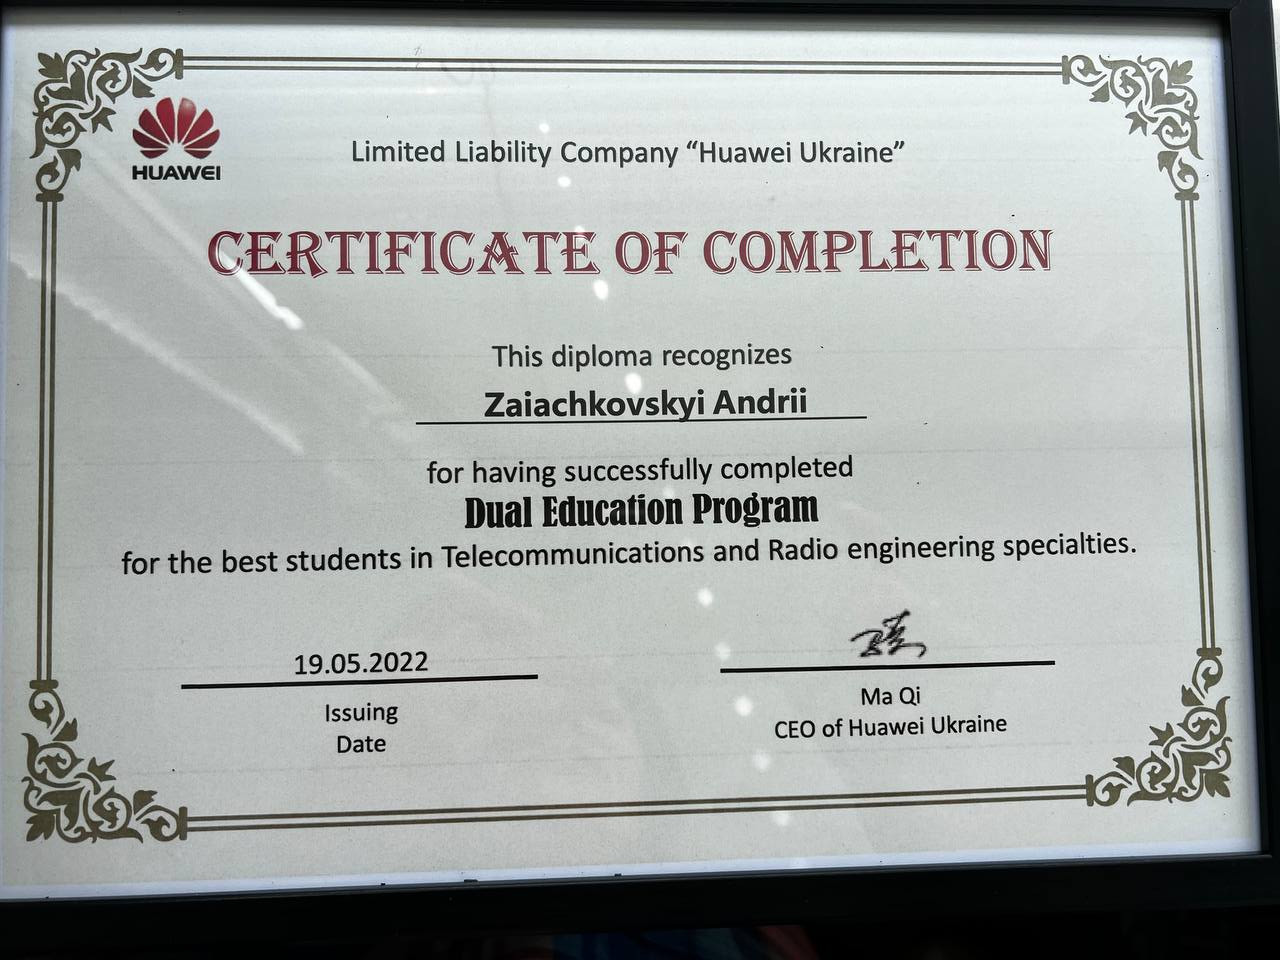 HUAWEI
Limited Liability Company “Huawei Ukraine”
CERTIFICATE OF COMPLETION
This diploma recognizes
Zaiachkovskyi Andrii
for having successfully completed
Dual Education Program
for the best students in Telecommunications and Radio engineering specialties.
19.05.2022
Issuing
Date
Ma Qi
CEO of Huawei Ukraine